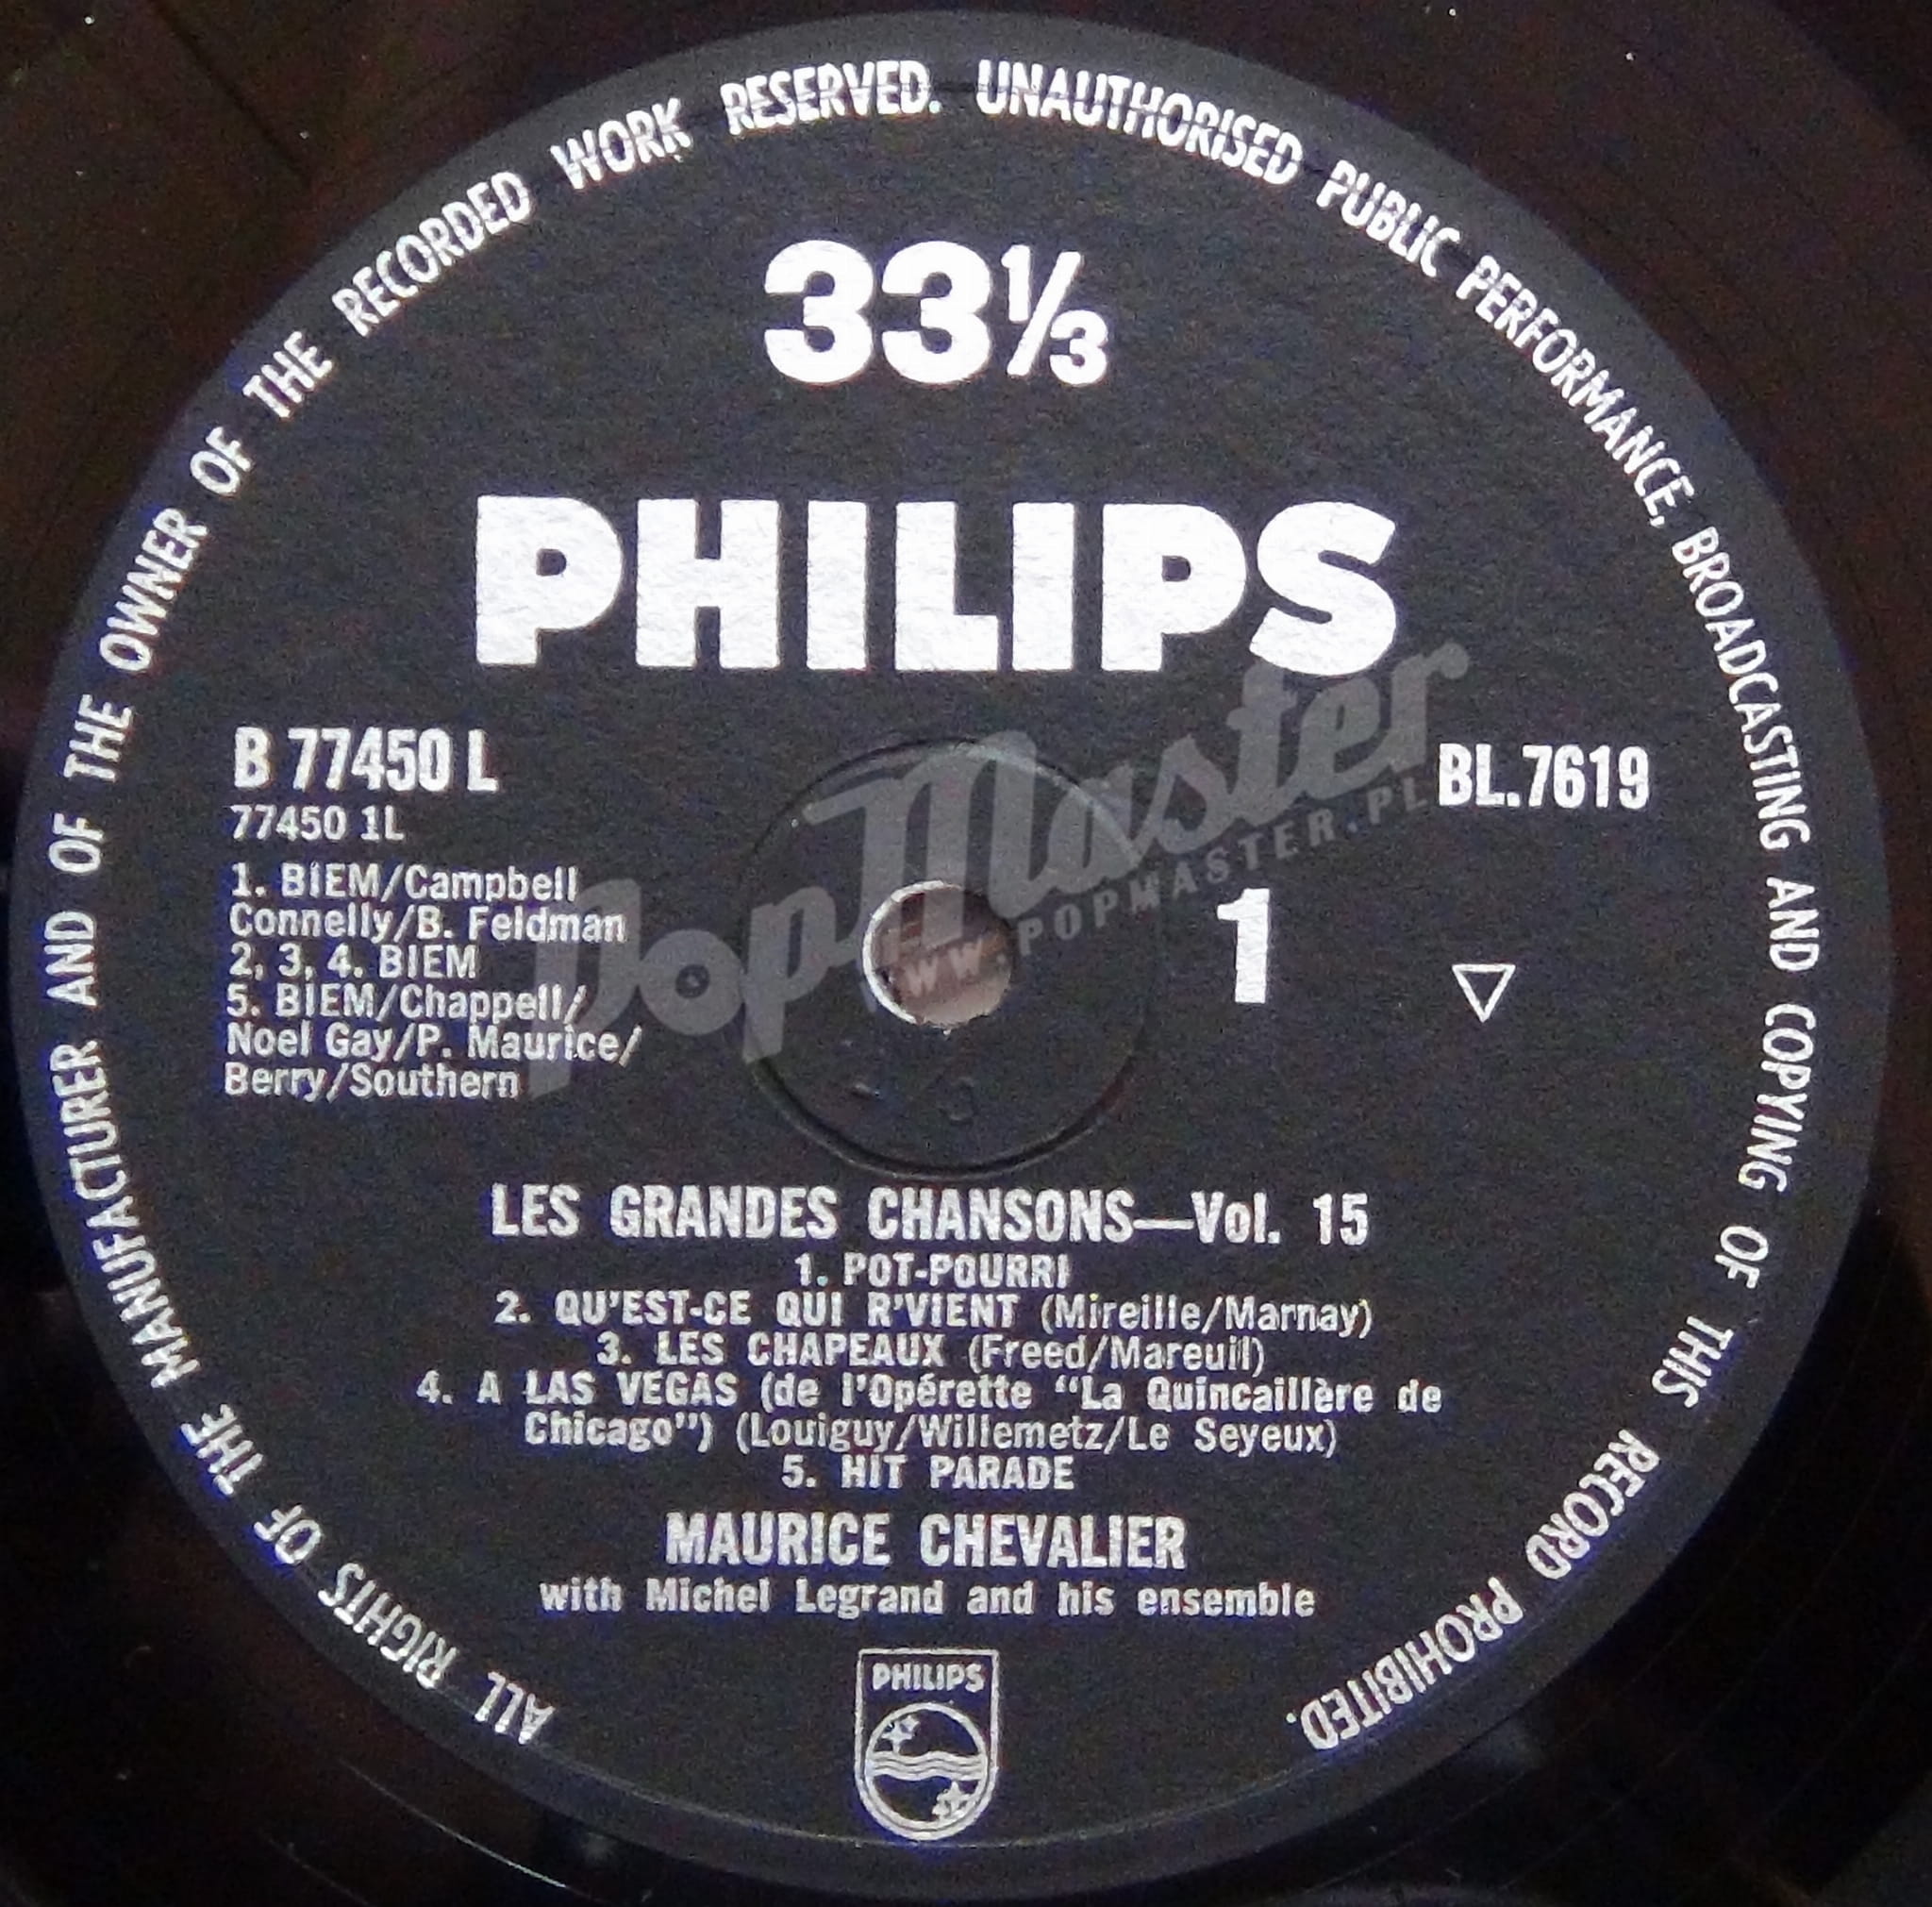 ALL RIGHTS OF THE MANUFACTURER AND OF THE OWNER OF THE RECORDED WORK RESERVED. UNAUTHORISED PUBLIC PERFORMANCE, BROADCASTING AND COPYING OF THIS RECORD PROHIBITED.
33⅓
PHILIPS
B 77450 L
77450 1L
BL.7619
1. BIEM/Campbell
Connelly/B. Feldman
2, 3, 4. BIEM
5. BIEM/Chappell/
Noel Gay/P. Maurice/
Berry/Southern
1
PopMaster
WWW.POPMASTER.PL
LES GRANDES CHANSONS—Vol. 15
1. POT-POURRI
2. QU'EST-CE QUI R'VIENT (Mireille/Marnay)
3. LES CHAPEAUX (Freed/Mareuil)
4. A LAS VEGAS (de l'Opérette "La Quincaillère de
Chicago") (Louiguy/Willemetz/Le Seyeux)
5. HIT PARADE
MAURICE CHEVALIER
with Michel Legrand and his ensemble
PHILIPS